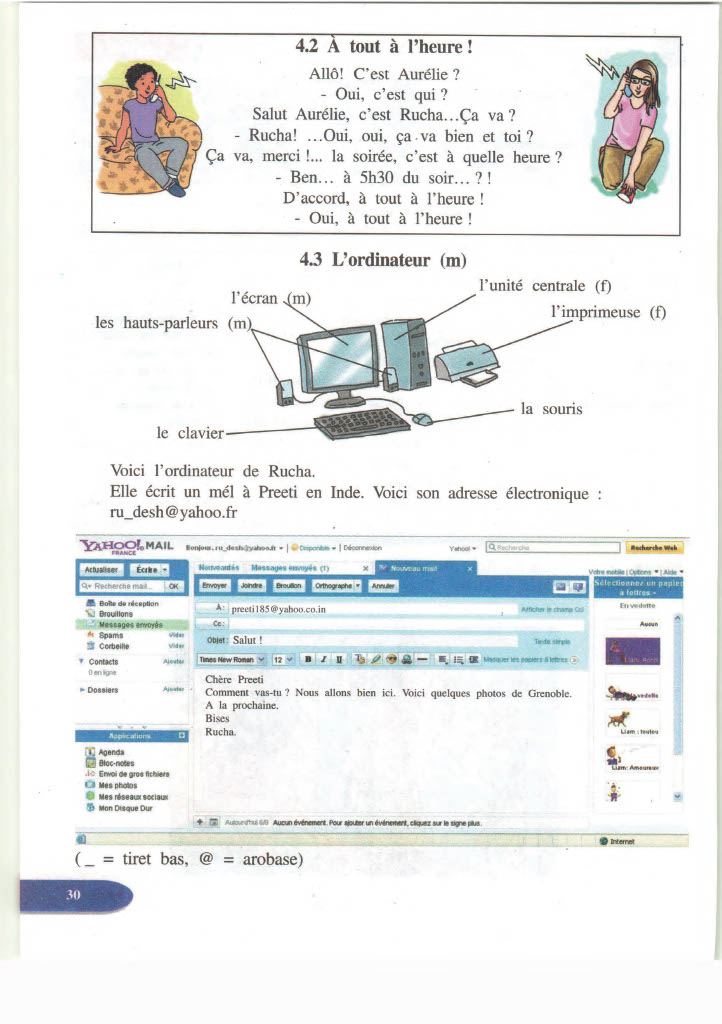 4.2 À tout à l'heure !
Allô! C'est Aurélie ?
- Oui, c'est qui ?
Salut Aurélie, c'est Rucha...Ça va ?
- Rucha! ...Oui, oui, ça va bien et toi ?
Ça va, merci !... la soirée, c'est à quelle heure ?
- Ben... à 5h30 du soir... ? !
D'accord, à tout à l'heure !
- Oui, à tout à l'heure !
4.3 L'ordinateur (m)
l'unité centrale (f)
l'écran (m)
l'imprimeuse (f)
les hauts-parleurs (m)
la souris
le clavier
Voici l'ordinateur de Rucha.
Elle écrit un mél à Preeti en Inde. Voici son adresse électronique :
ru_desh@yahoo.fr
YAHOO! MAIL
FRANCE
Bonjour, ru_desh@yahoo.fr | Disponible | Déconnexion
Yahoo!
Recherche
Recherche Web
Actualiser Écrire
Nouveautés Messages envoyés (1) x Nouveau mail x
Votre mobile | Options | Aide
Recherche mail... OK
Envoyer Joindre Brouillon Orthographe Annuler
Sélectionnez un papier
à lettres -
Boîte de réception
Brouillons
Messages envoyés
Spams Vider
Corbeille Vider
Contacts Ajouter
0 en ligne
Dossiers Ajouter
À: preeti185@yahoo.co.in
Afficher le champ Cci
Cc:
Objet: Salut !
Texte simple
Times New Roman 12 B I U
Masquer les papiers à lettres
En vedette
Aucun
Liam : toutou
Liam: Amoureux
Chère Preeti
Comment vas-tu ? Nous allons bien ici. Voici quelques photos de Grenoble.
A la prochaine.
Bises
Rucha.
Applications
Agenda
Bloc-notes
Envoi de gros fichiers
Mes photos
Mes réseaux sociaux
Mon Disque Dur
Aujourd'hui 6/9 Aucun événement. Pour ajouter un événement, cliquez sur le signe plus.
Internet
( _ = tiret bas, @ = arobase)
30